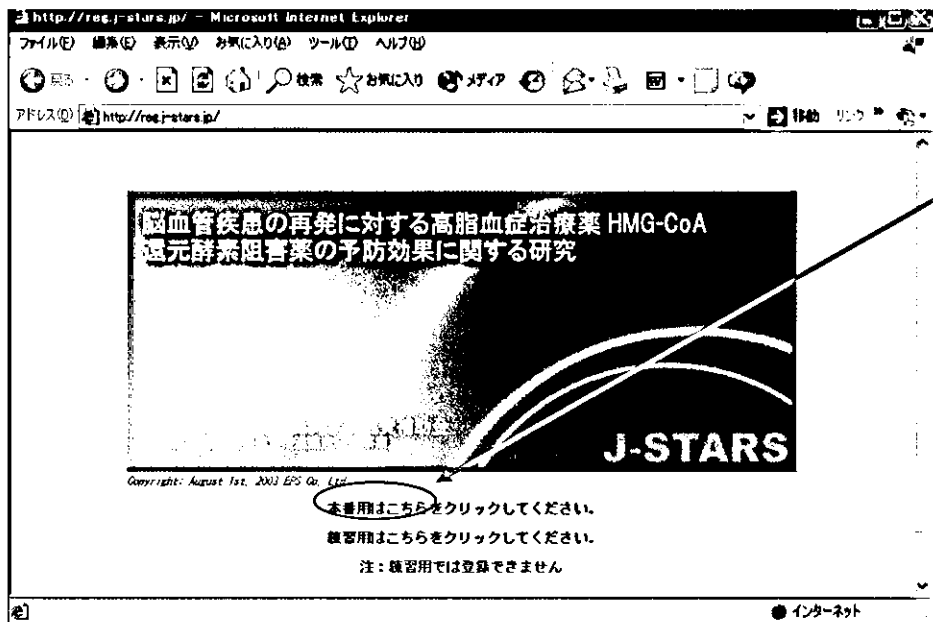 http://reg.j-stars.jp/ - Microsoft Internet Explorer
ファイル(F) 編集(E) 表示(V) お気に入り(A) ツール(T) ヘルプ(H)
戻る 検索 お気に入り メディア
アドレス(D) http://reg.j-stars.jp/ 移動 リンク »
脳血管疾患の再発に対する高脂血症治療薬 HMG-CoA
還元酵素阻害薬の予防効果に関する研究
J-STARS
Copyright: August 1st, 2003 EPS Co, Ltd
本番用はこちらをクリックしてください。
練習用はこちらをクリックしてください。
注:練習用では登録できません
インターネット